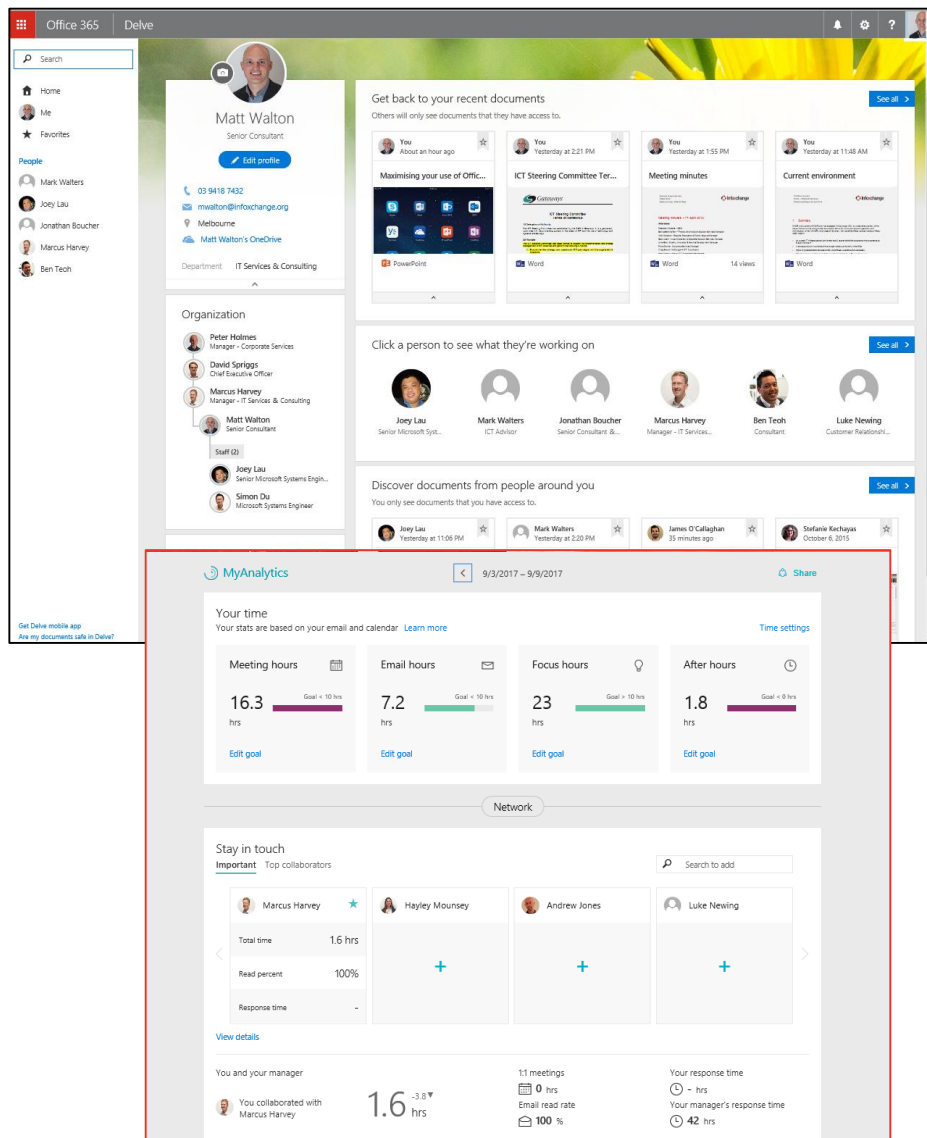 Office 365
Delve
?
Search
Home
Me
Favorites
People
Mark Walters
Joey Lau
Jonathan Boucher
Marcus Harvey
Ben Teoh
Get Delve mobile app
Are my documents safe in Delve?
Matt Walton
Senior Consultant
Edit profile
03 9418 7432
mwalton@infoxchange.org
Melbourne
Matt Walton's OneDrive
Department IT Services & Consulting
Organization
Peter Holmes
Manager - Corporate Services
David Spriggs
Chief Executive Officer
Marcus Harvey
Manager - IT Services & Consulting
Matt Walton
Senior Consultant
Staff (2)
Joey Lau
Senior Microsoft Systems Engin...
Simon Du
Microsoft Systems Engineer
Get back to your recent documents
See all
Others will only see documents that they have access to.
You
About an hour ago
Maximising your use of Offic...
PowerPoint
You
Yesterday at 2:21 PM
ICT Steering Committee Ter...
Gateways
ICT Steering Committee
Word
You
Yesterday at 1:55 PM
Meeting minutes
Infoxchange
Word
14 views
You
Yesterday at 11:48 AM
Current environment
Infoxchange
Word
Click a person to see what they're working on
See all
Joey Lau
Senior Microsoft Syst...
Mark Walters
ICT Advisor
Jonathan Boucher
Senior Consultant &...
Marcus Harvey
Manager - IT Services...
Ben Teoh
Consultant
Luke Newing
Customer Relationshi...
Discover documents from people around you
See all
You only see documents that you have access to.
Joey Lau
Yesterday at 11:06 PM
Mark Walters
Yesterday at 2:20 PM
James O'Callaghan
35 minutes ago
Stefanie Kechayas
October 6, 2015
MyAnalytics
9/3/2017 – 9/9/2017
Share
Your time
Your stats are based on your email and calendar Learn more
Time settings
Meeting hours
16.3
hrs
Goal < 10 hrs
Edit goal
Email hours
7.2
hrs
Goal < 10 hrs
Edit goal
Focus hours
23
hrs
Goal > 10 hrs
Edit goal
After hours
1.8
hrs
Goal < 0 hrs
Edit goal
Network
Stay in touch
Important Top collaborators
Search to add
Marcus Harvey
Total time 1.6 hrs
Read percent 100%
Response time -
Hayley Mounsey
+
Andrew Jones
+
Luke Newing
+
View details
You and your manager
You collaborated with
Marcus Harvey
1.6 hrs
-3.8
1:1 meetings
0 hrs
Email read rate
100 %
Your response time
- hrs
Your manager's response time
42 hrs